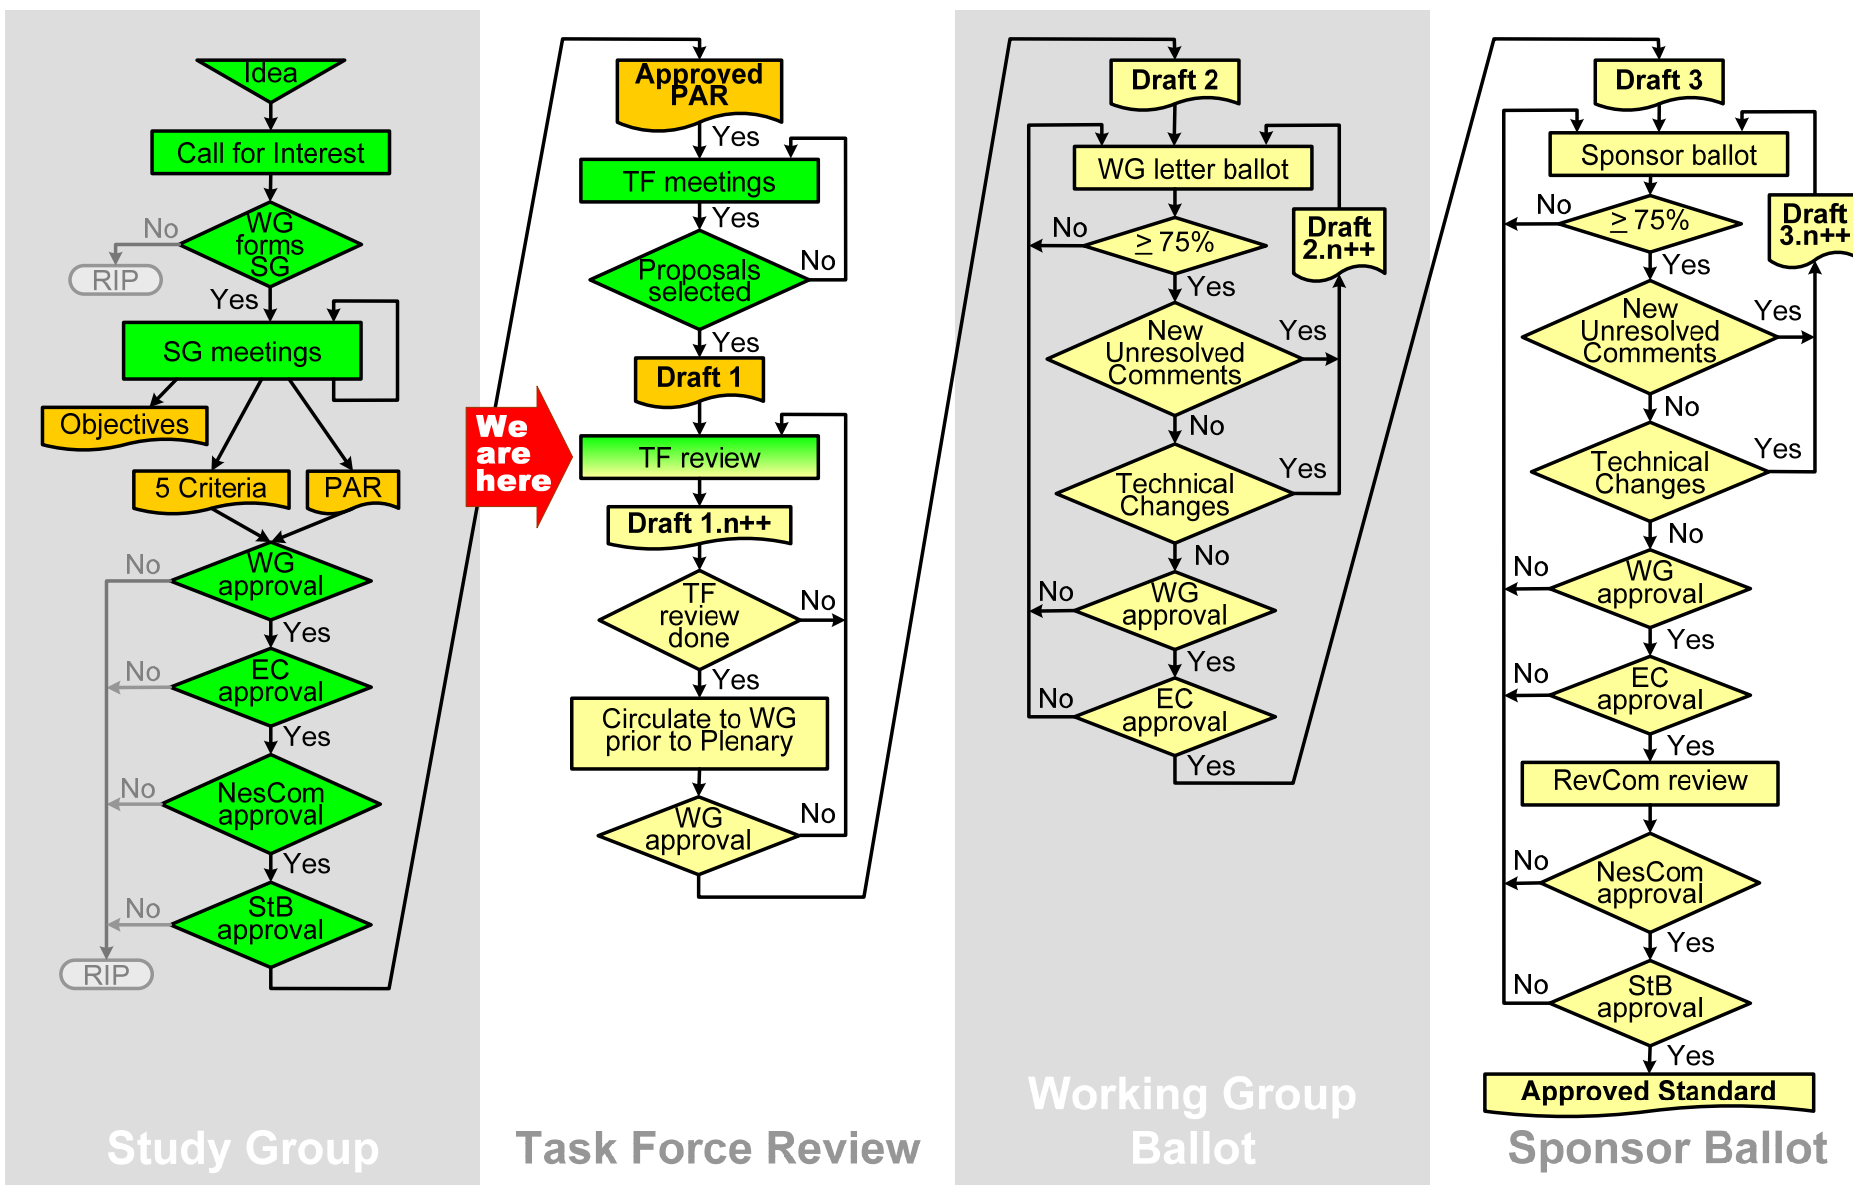 Idea
Call for Interest
WG
forms
SG
No
RIP
Yes
SG meetings
Objectives
5 Criteria
PAR
WG
approval
No
Yes
EC
approval
No
Yes
NesCom
approval
No
Yes
StB
approval
No
RIP
Study Group
Approved
PAR
Yes
TF meetings
Yes
Proposals
selected
No
Yes
Draft 1
We
are
here
TF review
Draft 1.n++
TF
review
done
No
Yes
Circulate to WG
prior to Plenary
WG
approval
No
Task Force Review
Draft 2
WG letter ballot
No
≥ 75%
Draft
2.n++
Yes
New
Unresolved
Comments
Yes
No
Technical
Changes
Yes
No
WG
approval
No
Yes
EC
approval
No
Yes
Working Group
Ballot
Draft 3
Sponsor ballot
No
≥ 75%
Draft
3.n++
Yes
New
Unresolved
Comments
Yes
No
Technical
Changes
Yes
No
WG
approval
No
Yes
EC
approval
No
Yes
RevCom review
NesCom
approval
No
Yes
StB
approval
No
Yes
Approved Standard
Sponsor Ballot